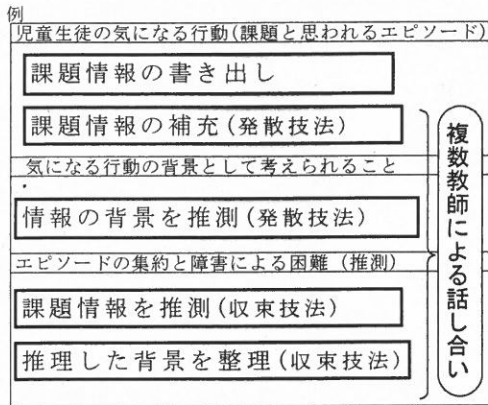 例
児童生徒の気になる行動(課題と思われるエピソード)
課題情報の書き出し
課題情報の補充(発散技法)
気になる行動の背景として考えられること
・
情報の背景を推測(発散技法)
エピソードの集約と障害による困難(推測)
課題情報を推測(収束技法)
推理した背景を整理(収束技法)
複数教師による話し合い